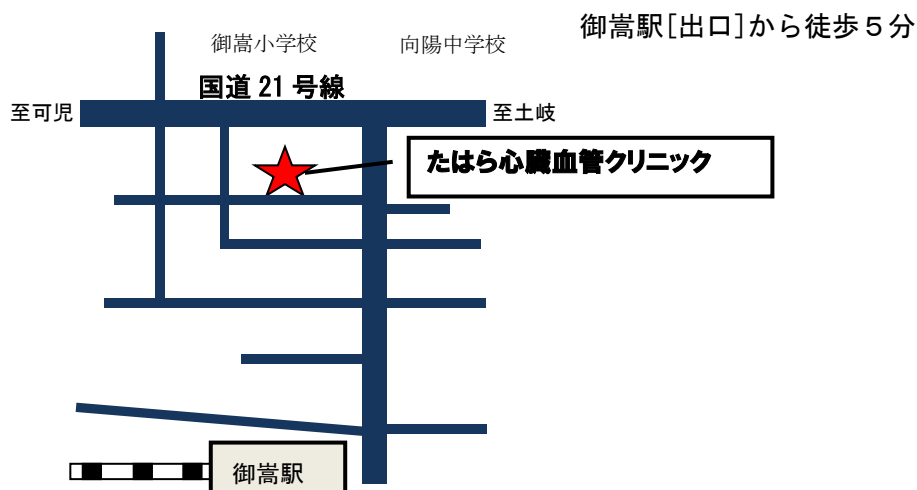 御嵩駅[出口]から徒歩５分
御嵩小学校
向陽中学校
国道 21 号線
至可児
至土岐
たはら心臓血管クリニック
御嵩駅